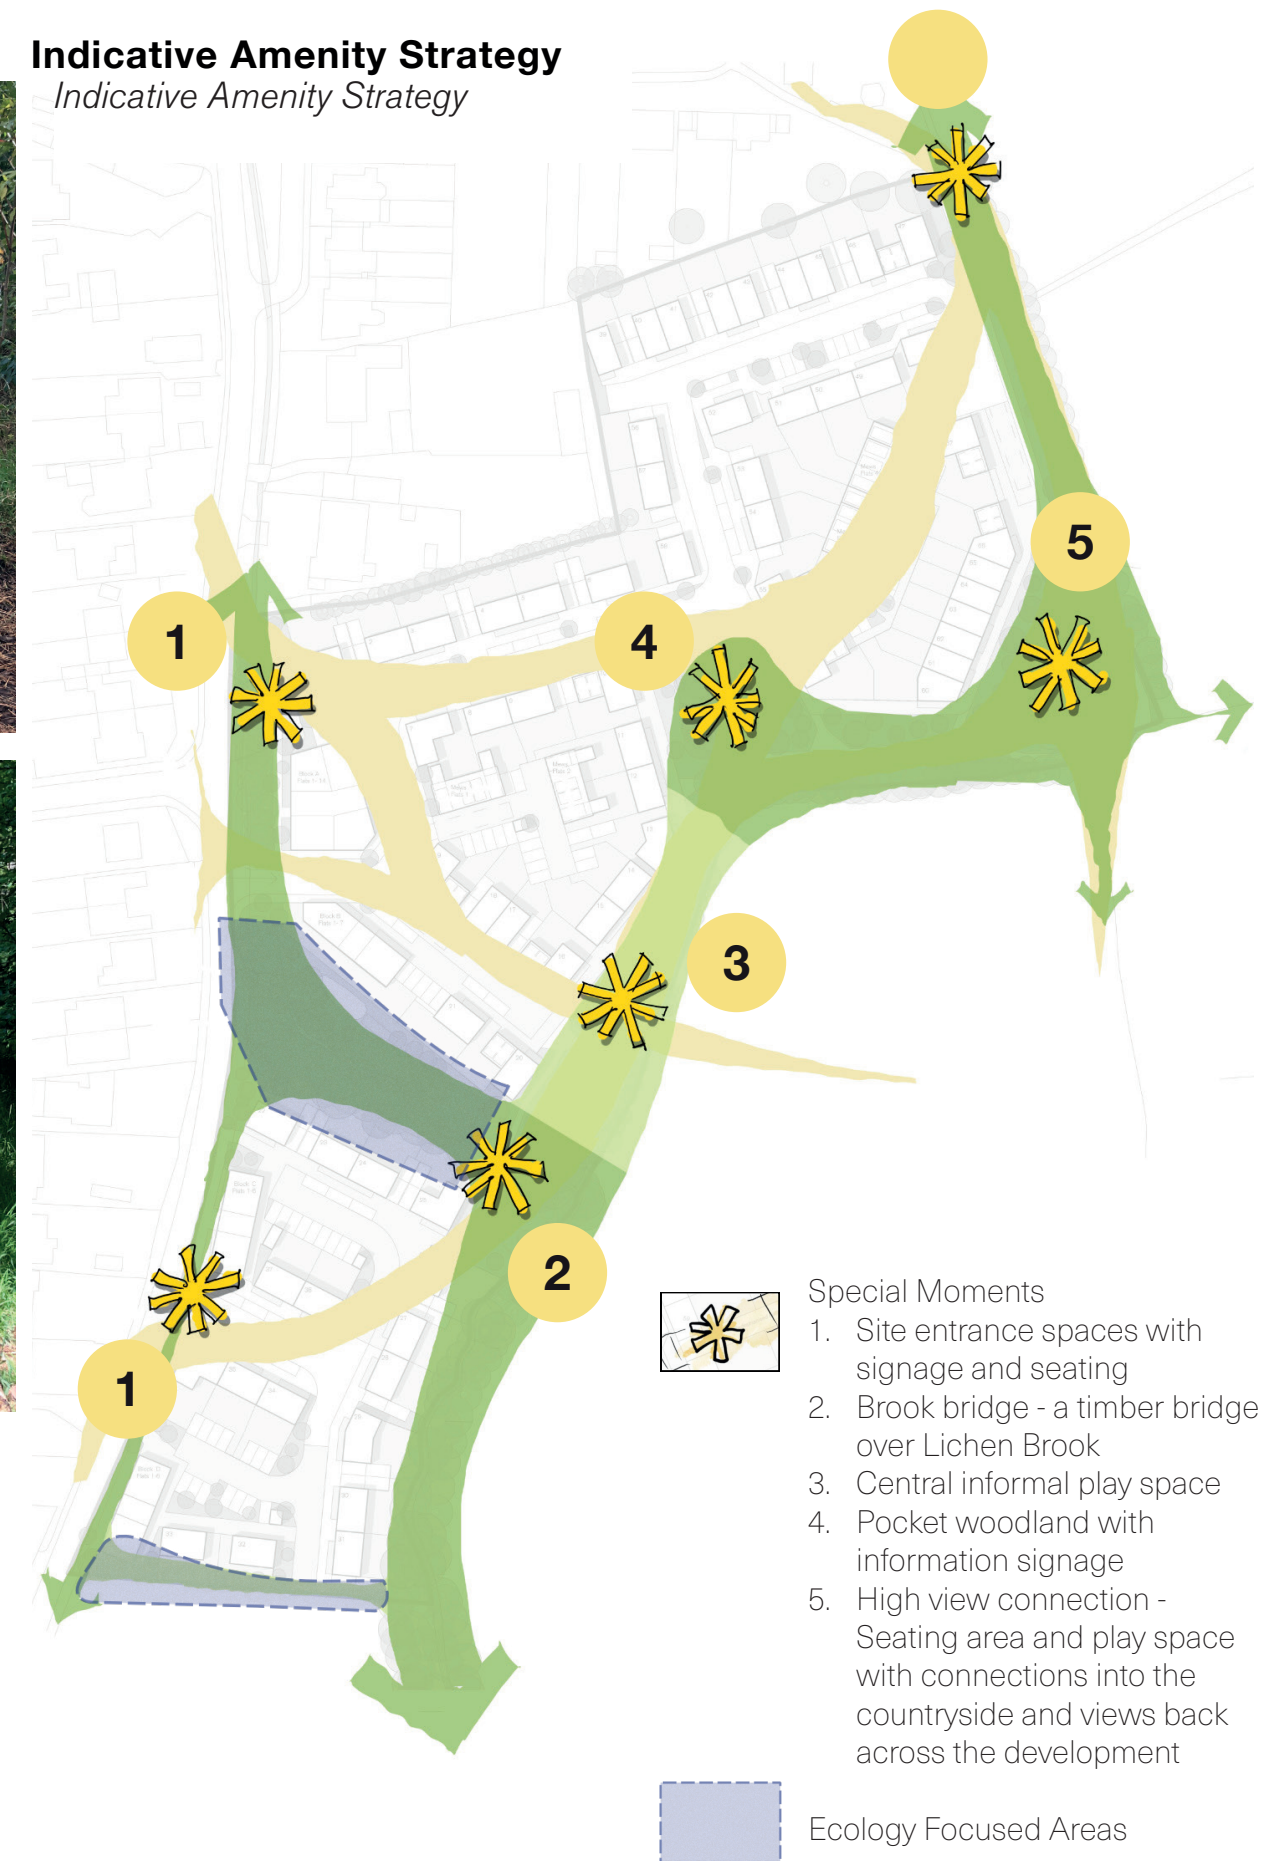 Indicative Amenity Strategy
Indicative Amenity Strategy
5
1
4
3
2
1
Special Moments
1. Site entrance spaces with
signage and seating
2. Brook bridge - a timber bridge
over Lichen Brook
3. Central informal play space
4. Pocket woodland with
information signage
5. High view connection -
Seating area and play space
with connections into the
countryside and views back
across the development
Ecology Focused Areas